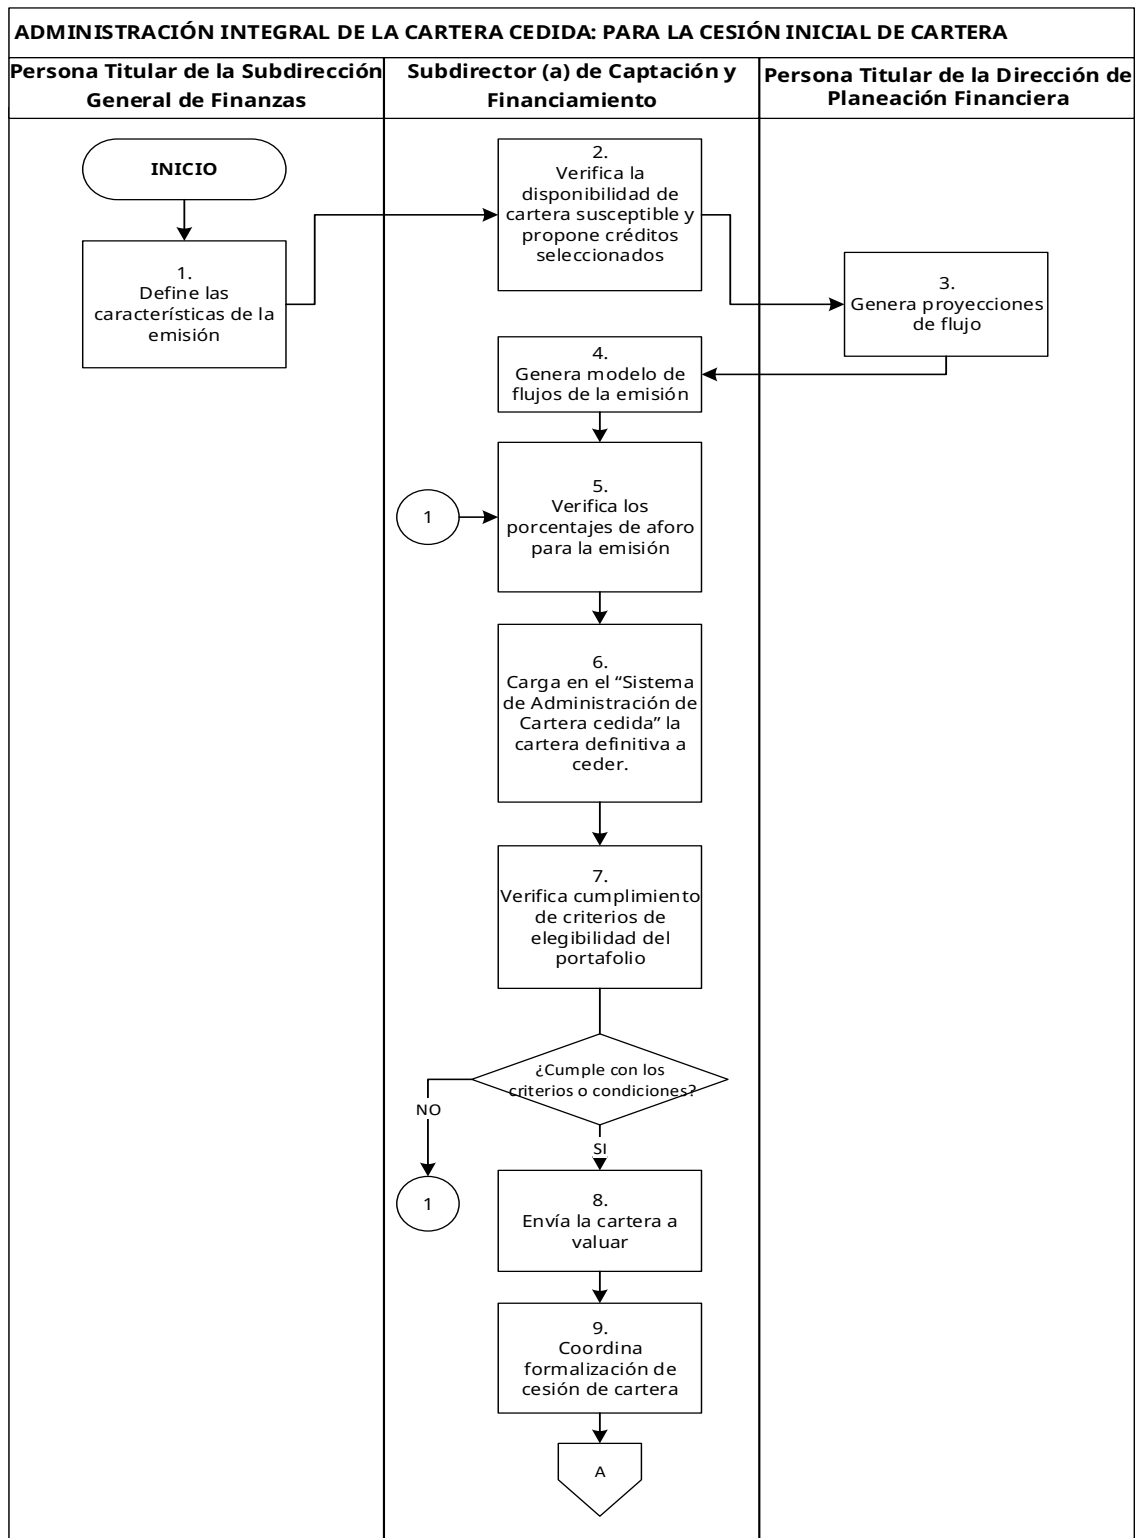 ADMINISTRACIÓN INTEGRAL DE LA CARTERA CEDIDA: PARA LA CESIÓN INICIAL DE CARTERA
Persona Titular de la Subdirección
General de Finanzas
Subdirector (a) de Captación y
Financiamiento
Persona Titular de la Dirección de
Planeación Financiera
INICIO
1.
Define las
características de la
emisión
2.
Verifica la
disponibilidad de
cartera susceptible y
propone créditos
seleccionados
3.
Genera proyecciones
de flujo
4.
Genera modelo de
flujos de la emisión
1
5.
Verifica los
porcentajes de aforo
para la emisión
6.
Carga en el “Sistema
de Administración de
Cartera cedida” la
cartera definitiva a
ceder.
7.
Verifica cumplimiento
de criterios de
elegibilidad del
portafolio
¿Cumple con los
criterios o condiciones?
NO
SI
1
8.
Envía la cartera a
valuar
9.
Coordina
formalización de
cesión de cartera
A